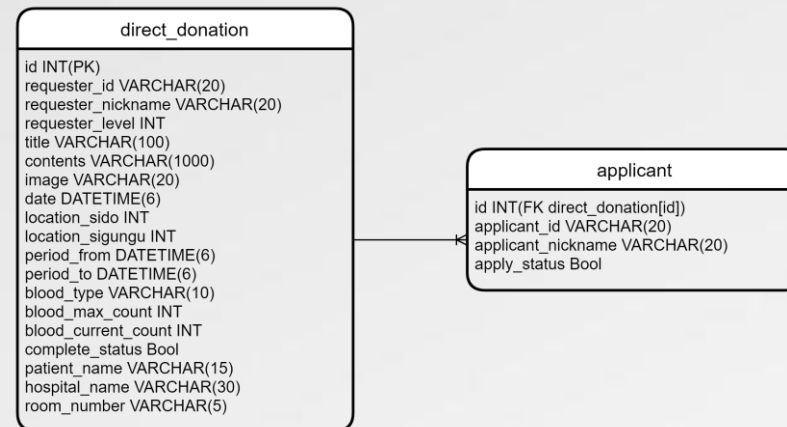 direct_donation
id INT(PK)
requester_id VARCHAR(20)
requester_nickname VARCHAR(20)
requester_level INT
title VARCHAR(100)
contents VARCHAR(1000)
image VARCHAR(20)
date DATETIME(6)
location_sido INT
location_sigungu INT
period_from DATETIME(6)
period_to DATETIME(6)
blood_type VARCHAR(10)
blood_max_count INT
blood_current_count INT
complete_status Bool
patient_name VARCHAR(15)
hospital_name VARCHAR(30)
room_number VARCHAR(5)
applicant
id INT(FK direct_donation[id])
applicant_id VARCHAR(20)
applicant_nickname VARCHAR(20)
apply_status Bool